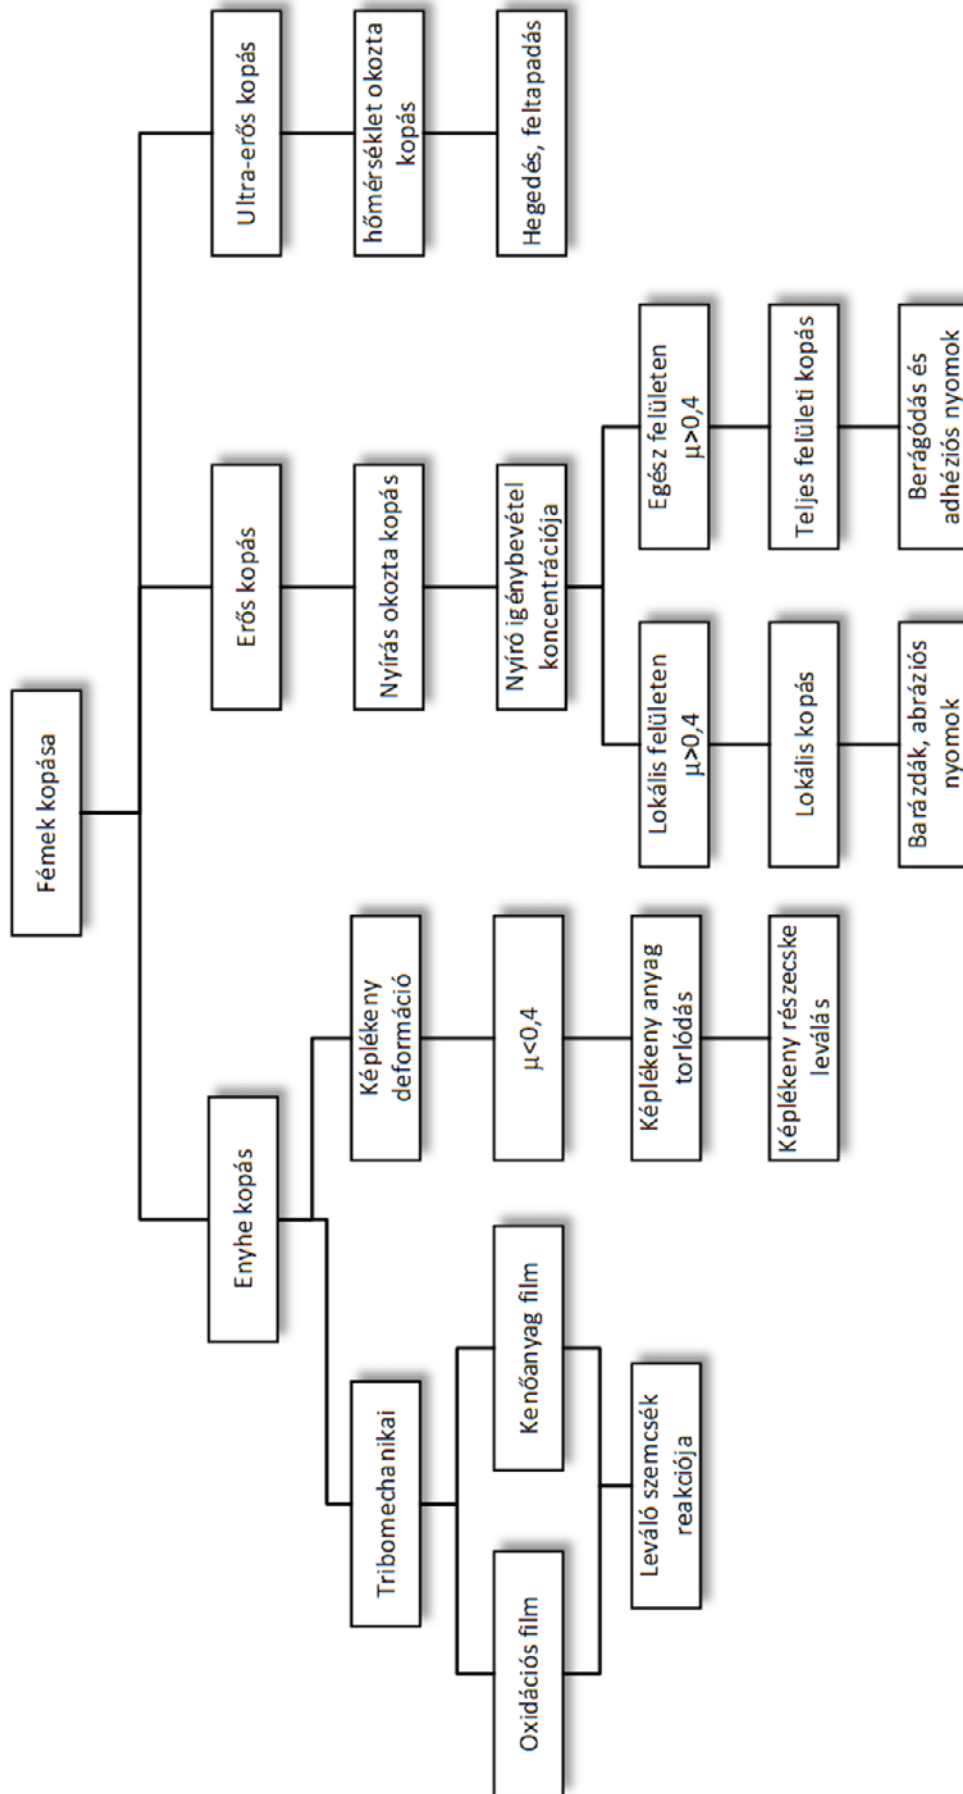 Fémek kopása
Enyhe kopás
Erős kopás
Ultra-erős kopás
Tribomechanikai
Képlékeny
deformáció
Nyírás okozta kopás
hőmérséklet okozta
kopás
Oxidációs film
Kenőanyag film
μ<0,4
Nyíró igénybevétel
koncentrációja
Hegedés, feltapadás
Leváló szemcsék
reakciója
Képlékeny anyag
torlódás
Lokális felületen
μ>0,4
Egész felületen
μ>0,4
Képlékeny részecske
leválás
Lokális kopás
Teljes felületi kopás
Barázdák, abráziós
nyomok
Berágódás és
adhéziós nyomok